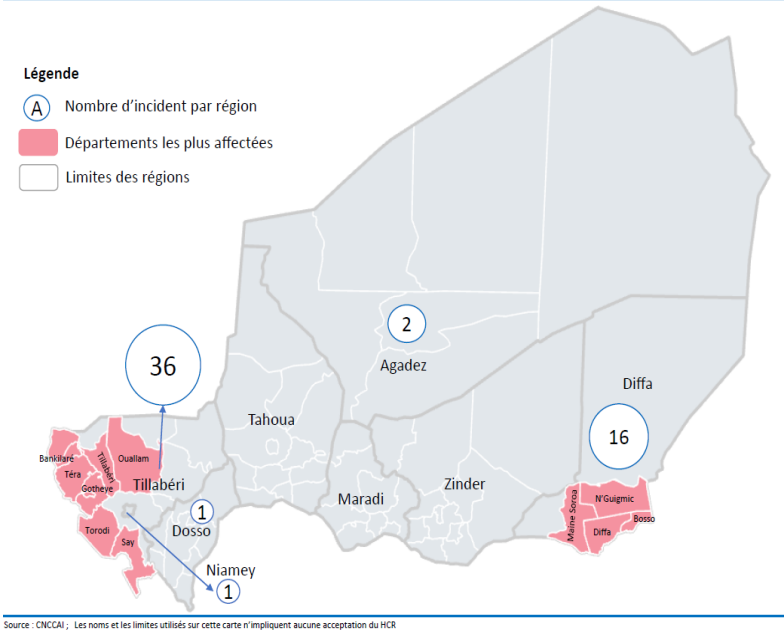 Légende
A Nombre d'incident par région
Départements les plus affectées
Limites des régions
2
Agadez
36
Diffa
16
Tahoua
Bankilaré
Ouallam
Tillabéri
Téra
Gotheye
Tillabéri
Zinder
Maradi
Maine Soroa
N'Guigmic
Bosso
Diffa
1
Dosso
Torodi
Say
Niamey
1
Source : CNCCAI ; Les noms et les limites utilisés sur cette carte n'impliquent aucune acceptation du HCR